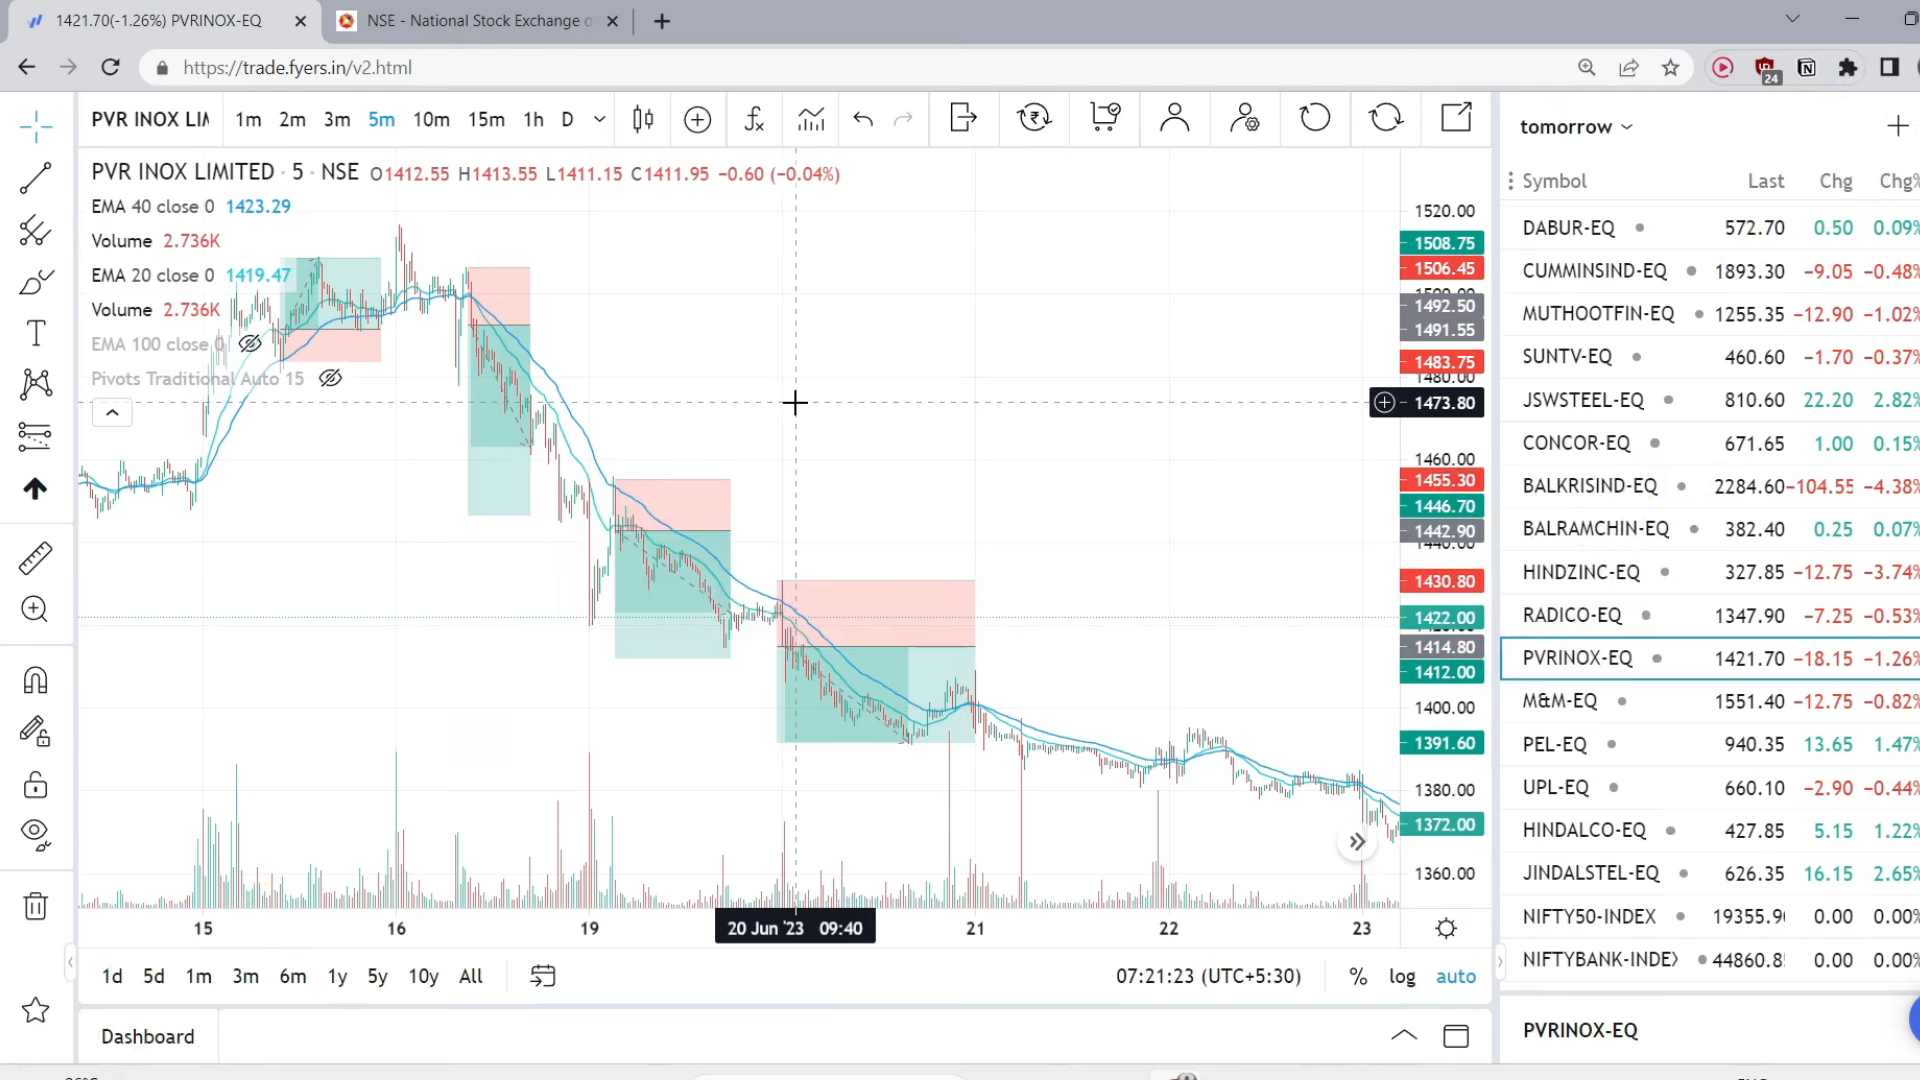 1421.70(-1.26%) PVRINOX-EQ
NSE - National Stock Exchange o
https://trade.fyers.in/v2.html
24
PVR INOX LIM
1m 2m 3m 5m 10m 15m 1h D
tomorrow
PVR INOX LIMITED · 5 · NSE O1412.55 H1413.55 L1411.15 C1411.95 −0.60 (−0.04%)
EMA 40 close 0 1423.29
Volume 2.736K
EMA 20 close 0 1419.47
Volume 2.736K
EMA 100 close 0
Pivots Traditional Auto 15
1520.00
1508.75
1506.45
1492.50
1491.55
1483.75
1480.00
1473.80
1460.00
1455.30
1446.70
1442.90
1440.00
1430.80
1422.00
1414.80
1412.00
1400.00
1391.60
1380.00
1372.00
1360.00
15 16 19 20 Jun '23 09:40 21 22 23
1d 5d 1m 3m 6m 1y 5y 10y All
07:21:23 (UTC+5:30) % log auto
Dashboard
Symbol Last Chg Chg%
DABUR-EQ 572.70 0.50 0.09%
CUMMINSIND-EQ 1893.30 −9.05 −0.48%
MUTHOOTFIN-EQ 1255.35 −12.90 −1.02%
SUNTV-EQ 460.60 −1.70 −0.37%
JSWSTEEL-EQ 810.60 22.20 2.82%
CONCOR-EQ 671.65 1.00 0.15%
BALKRISIND-EQ 2284.60 −104.55 −4.38%
BALRAMCHIN-EQ 382.40 0.25 0.07%
HINDZINC-EQ 327.85 −12.75 −3.74%
RADICO-EQ 1347.90 −7.25 −0.53%
PVRINOX-EQ 1421.70 −18.15 −1.26%
M&M-EQ 1551.40 −12.75 −0.82%
PEL-EQ 940.35 13.65 1.47%
UPL-EQ 660.10 −2.90 −0.44%
HINDALCO-EQ 427.85 5.15 1.22%
JINDALSTEL-EQ 626.35 16.15 2.65%
NIFTY50-INDEX 19355.90 0.00 0.00%
NIFTYBANK-INDEX 44860.8 0.00 0.00%
PVRINOX-EQ